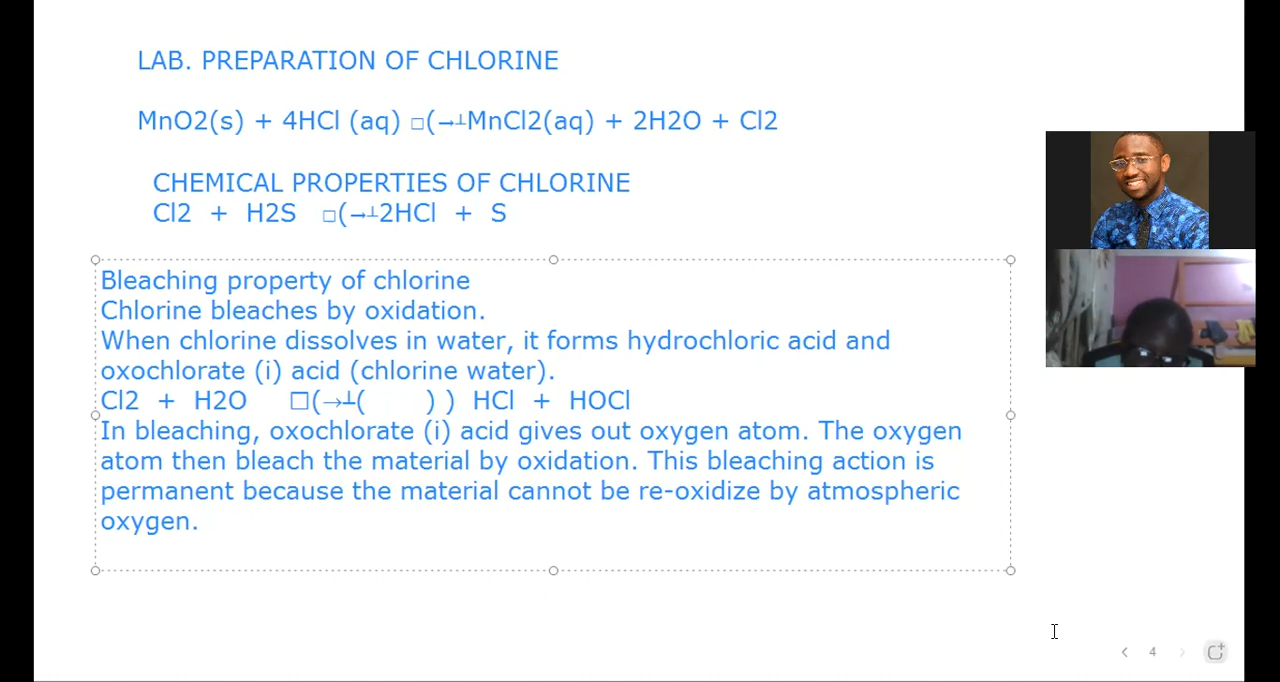 LAB. PREPARATION OF CHLORINE
MnO2(s) + 4HCl (aq) □(→┴MnCl2(aq) + 2H2O + Cl2
CHEMICAL PROPERTIES OF CHLORINE
Cl2 + H2S □(→┴2HCl + S
Bleaching property of chlorine
Chlorine bleaches by oxidation.
When chlorine dissolves in water, it forms hydrochloric acid and
oxochlorate (i) acid (chlorine water).
Cl2 + H2O □(→┴( ) ) HCl + HOCl
In bleaching, oxochlorate (i) acid gives out oxygen atom. The oxygen
atom then bleach the material by oxidation. This bleaching action is
permanent because the material cannot be re-oxidize by atmospheric
oxygen.
4